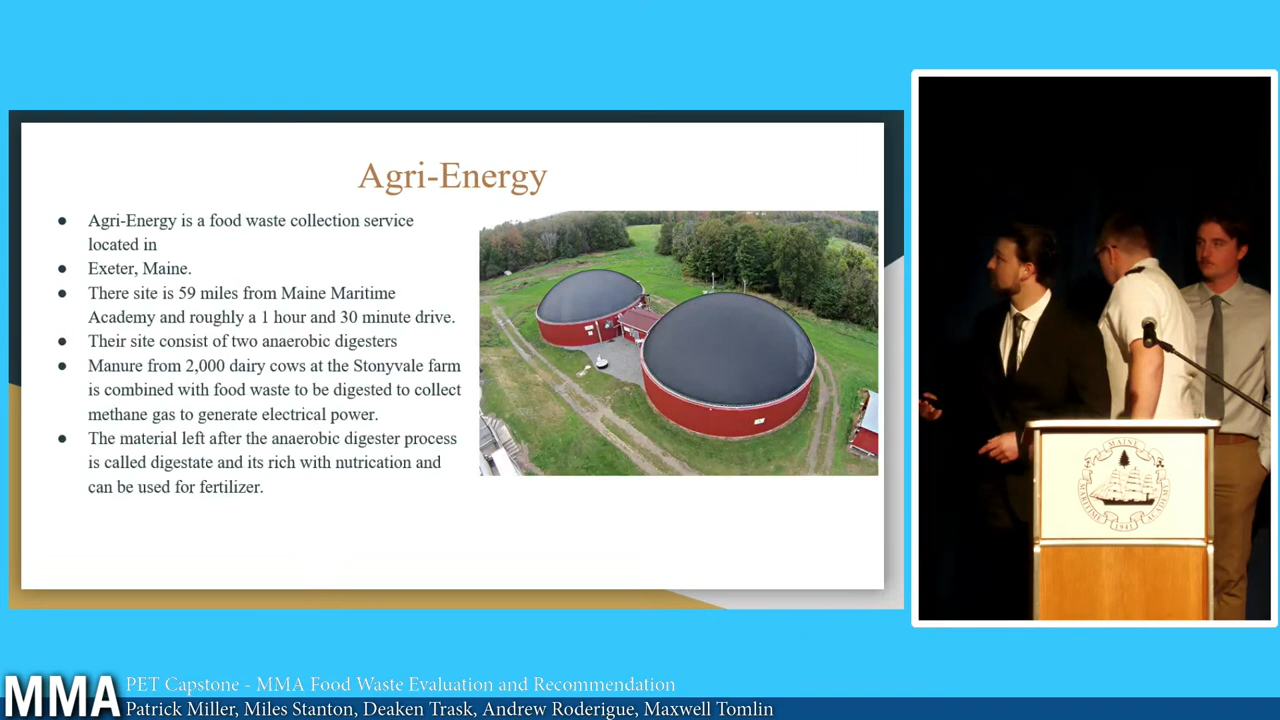 Agri-Energy
● Agri-Energy is a food waste collection service
located in
● Exeter, Maine.
● There site is 59 miles from Maine Maritime
Academy and roughly a 1 hour and 30 minute drive.
● Their site consist of two anaerobic digesters
● Manure from 2,000 dairy cows at the Stonyvale farm
is combined with food waste to be digested to collect
methane gas to generate electrical power.
● The material left after the anaerobic digester process
is called digestate and its rich with nutrication and
can be used for fertilizer.
MAINE
MARITIME
ACADEMY
1941
MMA
PET Capstone - MMA Food Waste Evaluation and Recommendation
Patrick Miller, Miles Stanton, Deaken Trask, Andrew Roderigue, Maxwell Tomlin